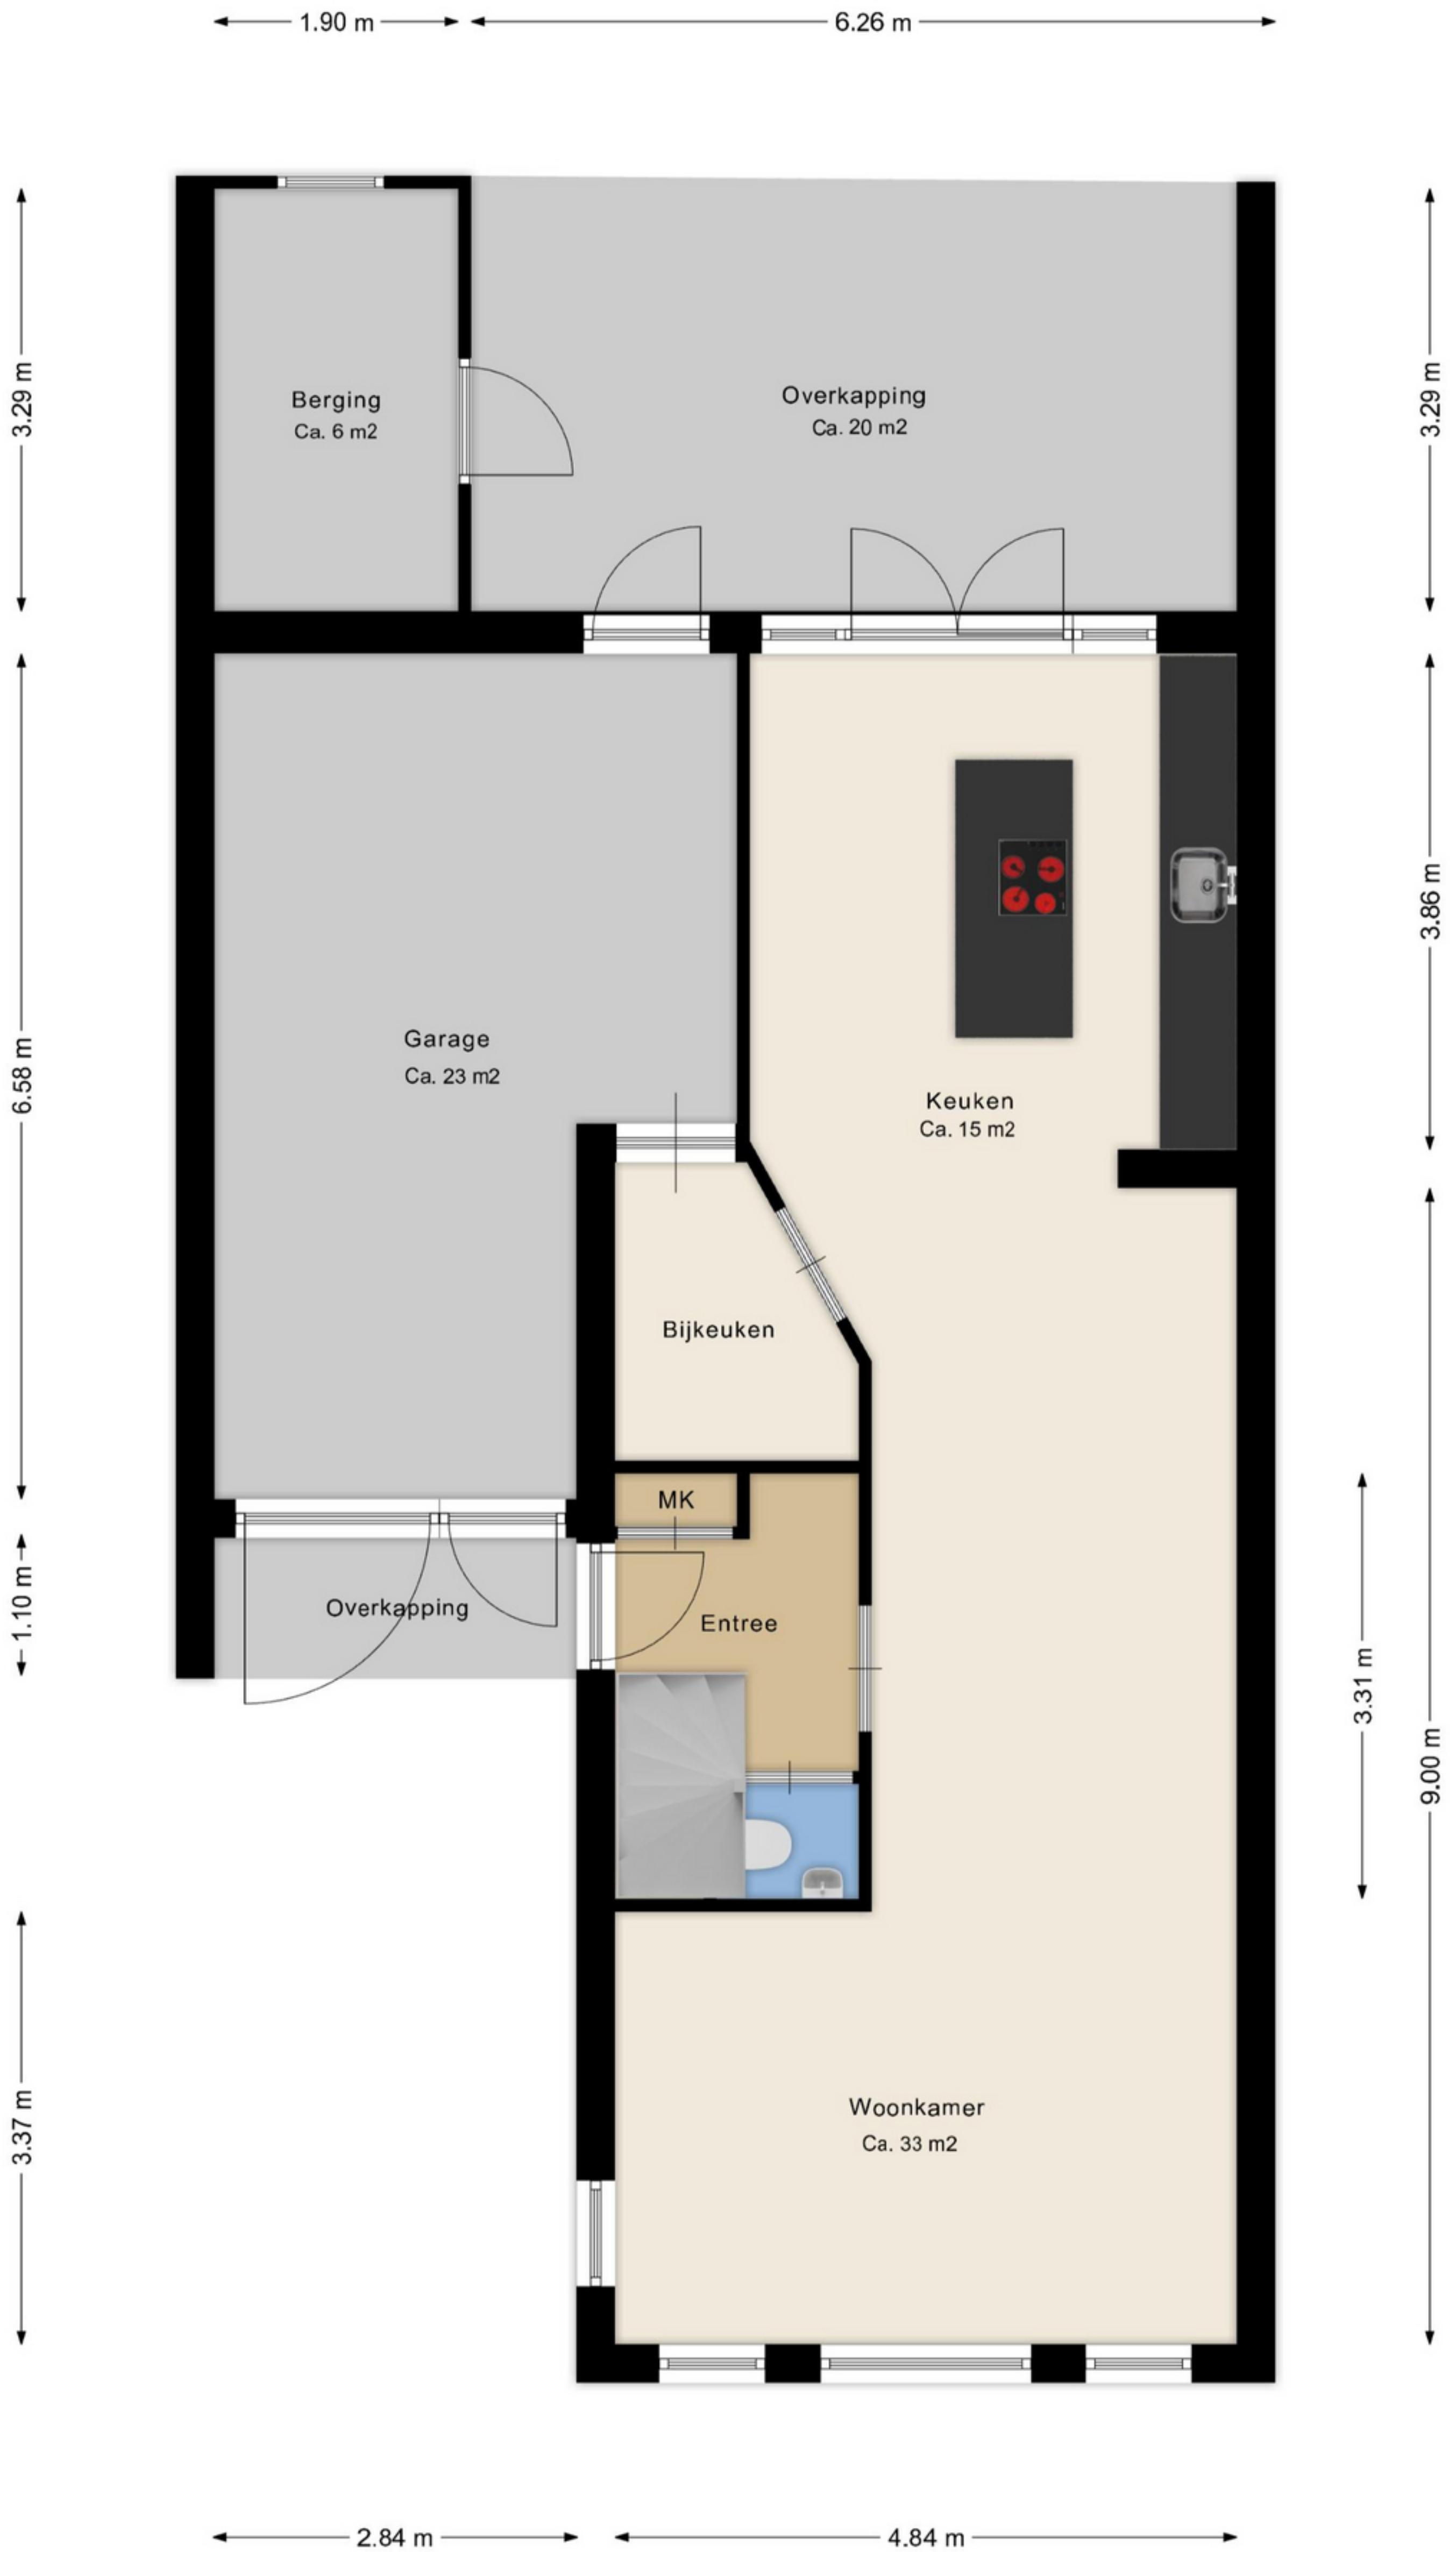 1.90 m
6.26 m
3.29 m
3.29 m
Berging
Ca. 6 m2
Overkapping
Ca. 20 m2
6.58 m
3.86 m
Garage
Ca. 23 m2
Keuken
Ca. 15 m2
Bijkeuken
MK
Entree
1.10 m
Overkapping
3.31 m
9.00 m
3.37 m
Woonkamer
Ca. 33 m2
2.84 m
4.84 m